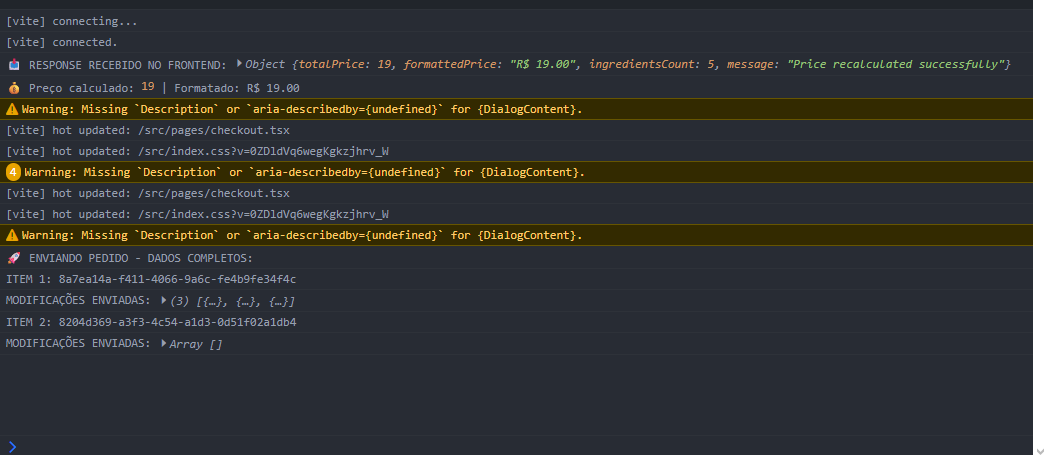 [vite] connecting...
[vite] connected.
📥 RESPONSE RECEBIDO NO FRONTEND: ▶Object {totalPrice: 19, formattedPrice: "R$ 19.00", ingredientsCount: 5, message: "Price recalculated successfully"}
💰 Preço calculado: 19 | Formatado: R$ 19.00
Warning: Missing `Description` or `aria-describedby={undefined}` for {DialogContent}.
[vite] hot updated: /src/pages/checkout.tsx
[vite] hot updated: /src/index.css?v=0ZDldVq6wegKgkzjhrv_W
4 Warning: Missing `Description` or `aria-describedby={undefined}` for {DialogContent}.
[vite] hot updated: /src/pages/checkout.tsx
[vite] hot updated: /src/index.css?v=0ZDldVq6wegKgkzjhrv_W
Warning: Missing `Description` or `aria-describedby={undefined}` for {DialogContent}.
🚀 ENVIANDO PEDIDO - DADOS COMPLETOS:
ITEM 1: 8a7ea14a-f411-4066-9a6c-fe4b9fe34f4c
MODIFICAÇÕES ENVIADAS: ▶(3) [{…}, {…}, {…}]
ITEM 2: 8204d369-a3f3-4c54-a1d3-0d51f02a1db4
MODIFICAÇÕES ENVIADAS: ▶Array []